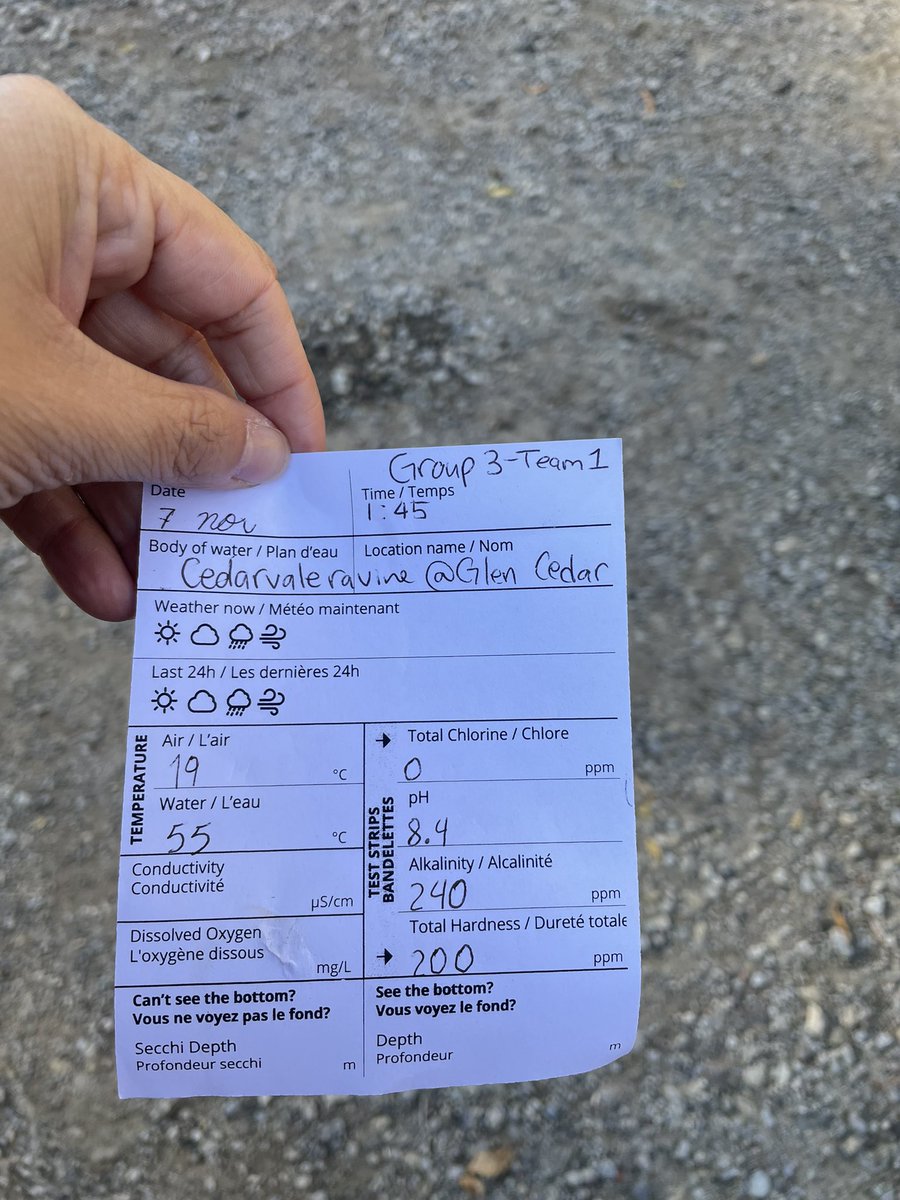 Group 3-Team 1
Date
7 nov
Time / Temps
1:45
Body of water / Plan d'eau
Location name / Nom
Cedarvale ravine @Glen Cedar
Weather now / Météo maintenant
Last 24h / Les dernières 24h
TEMPERATURE
Air / L'air
19 °C
Water / L'eau
55 °C
Conductivity
Conductivité
µS/cm
Dissolved Oxygen
L'oxygène dissous
mg/L
TEST STRIPS
BANDELETTES
Total Chlorine / Chlore
0 ppm
pH
8.4
Alkalinity / Alcalinité
240 ppm
Total Hardness / Dureté totale
200 ppm
Can't see the bottom?
Vous ne voyez pas le fond?
Secchi Depth
Profondeur secchi m
See the bottom?
Vous voyez le fond?
Depth
Profondeur m